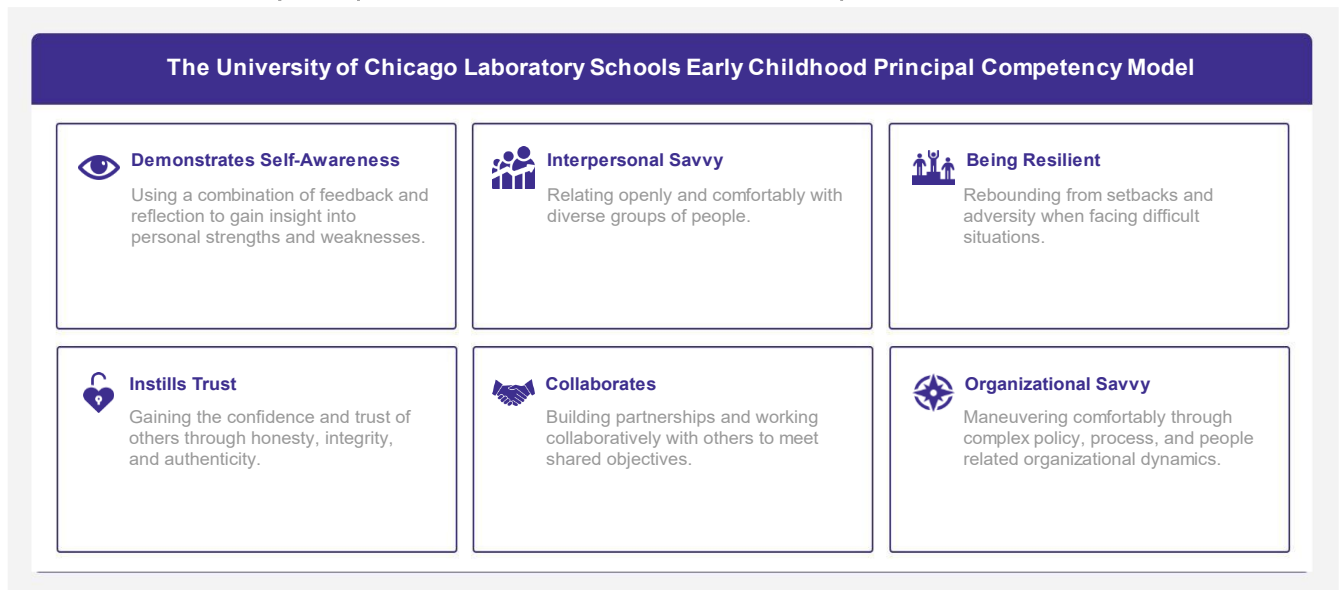 The University of Chicago Laboratory Schools Early Childhood Principal Competency Model
Demonstrates Self-Awareness
Using a combination of feedback and
reflection to gain insight into
personal strengths and weaknesses.
Interpersonal Savvy
Relating openly and comfortably with
diverse groups of people.
Being Resilient
Rebounding from setbacks and
adversity when facing difficult
situations.
Instills Trust
Gaining the confidence and trust of
others through honesty, integrity,
and authenticity.
Collaborates
Building partnerships and working
collaboratively with others to meet
shared objectives.
Organizational Savvy
Maneuvering comfortably through
complex policy, process, and people
related organizational dynamics.